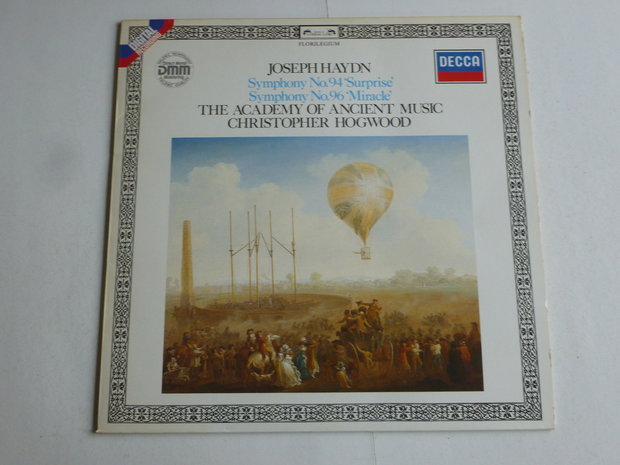 DIGITAL
FLORILEGIUM
dmm
DECCA
JOSEPH HAYDN
Symphony No.94 'Surprise'
Symphony No.96 'Miracle'
THE ACADEMY OF ANCIENT MUSIC
CHRISTOPHER HOGWOOD